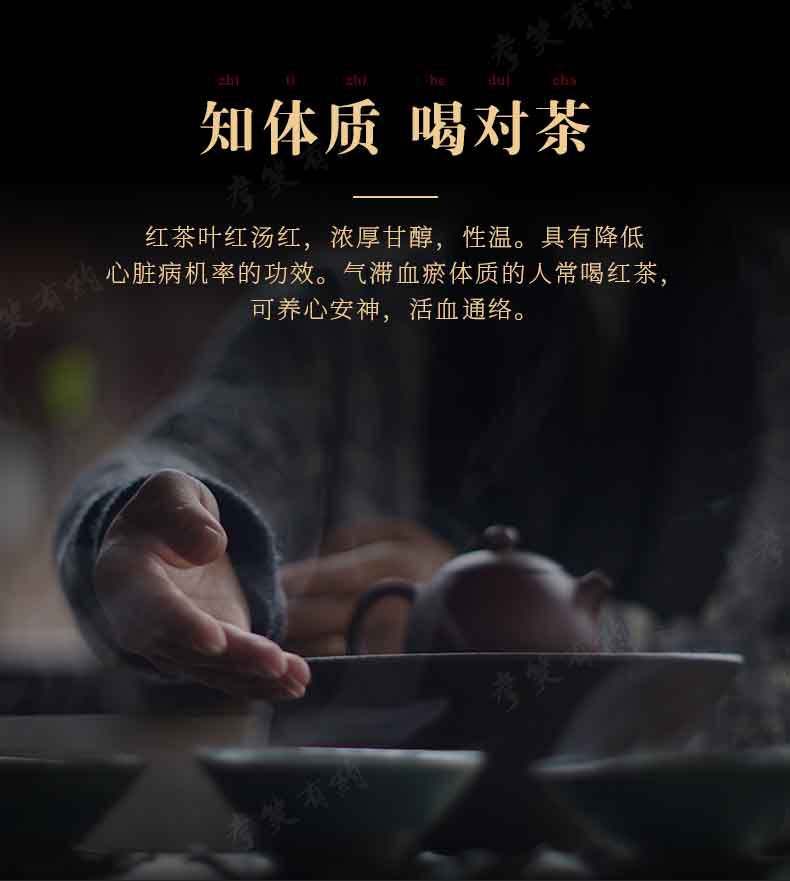 zhi ti zhi he dui cha
知体质 喝对茶
红茶叶红汤红，浓厚甘醇，性温。具有降低
心脏病机率的功效。气滞血瘀体质的人常喝红茶，
可养心安神，活血通络。